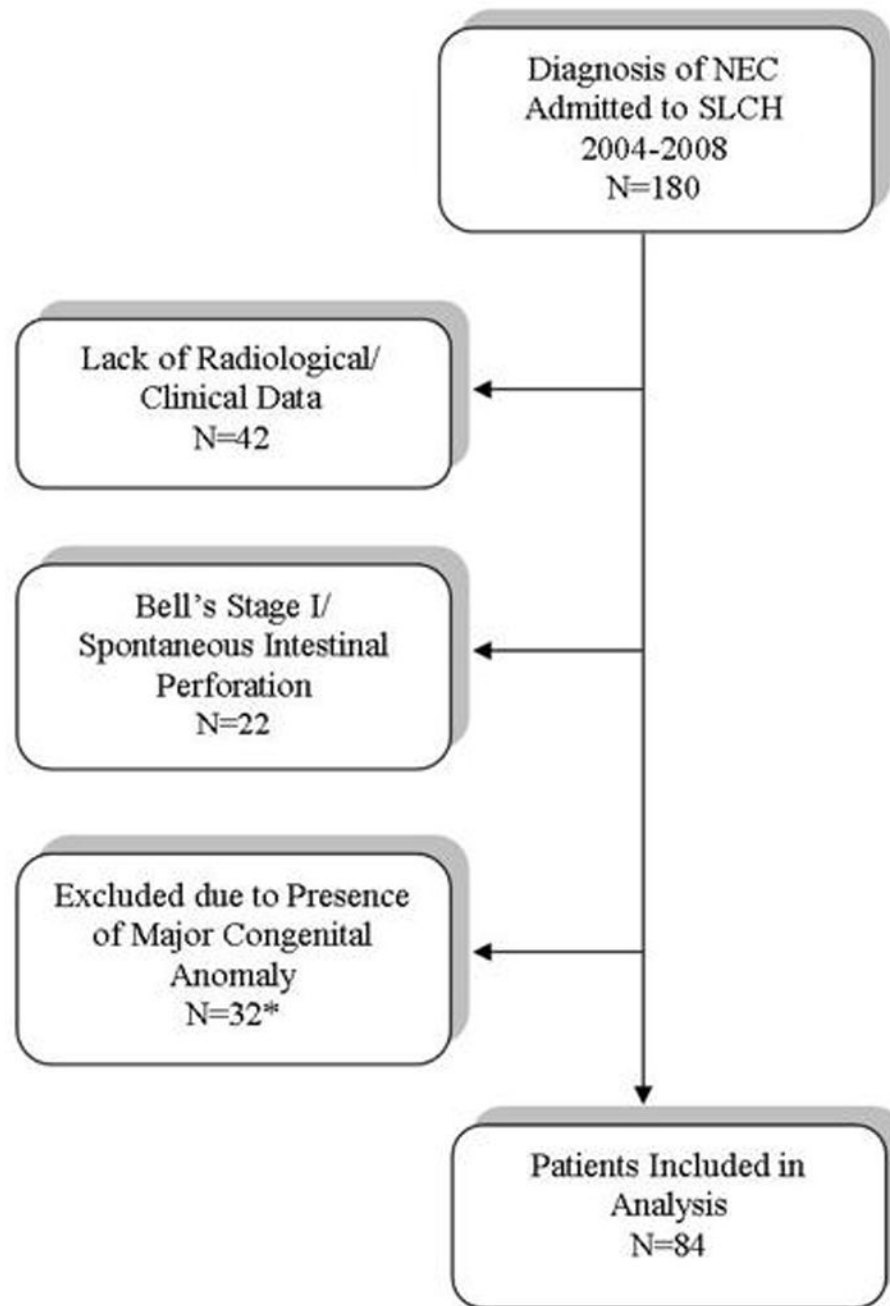 Diagnosis of NEC
Admitted to SLCH
2004-2008
N=180
Lack of Radiological/
Clinical Data
N=42
Bell's Stage I/
Spontaneous Intestinal
Perforation
N=22
Excluded due to Presence
of Major Congenital
Anomaly
N=32*
Patients Included in
Analysis
N=84